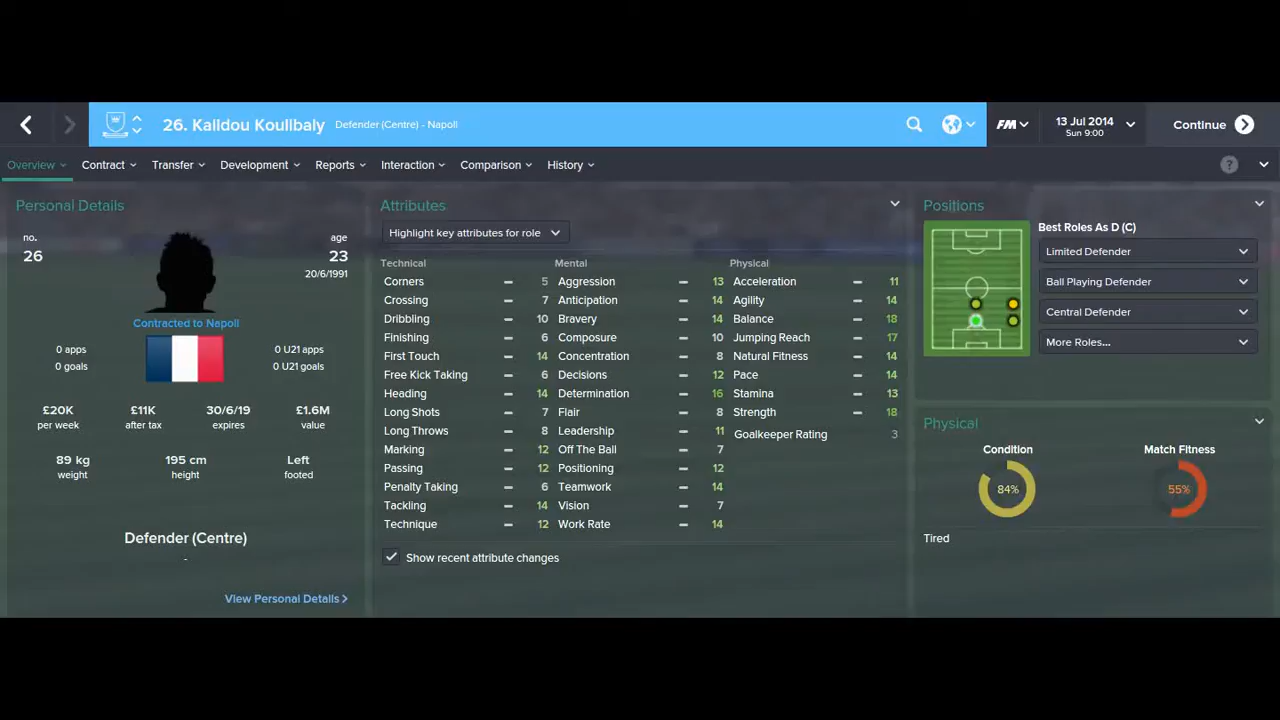 26. Kalidou Koulibaly Defender (Centre) - Napoli
FM
13 Jul 2014
Sun 9:00
Continue
Overview Contract Transfer Development Reports Interaction Comparison History
?
Personal Details
no.
26
age
23
20/6/1991
Contracted to Napoli
0 apps
0 goals
0 U21 apps
0 U21 goals
£20K
per week
£11K
after tax
30/6/19
expires
£1.6M
value
89 kg
weight
195 cm
height
Left
footed
Defender (Centre)
-
View Personal Details
Attributes
Highlight key attributes for role
Technical
Corners - 5
Crossing - 7
Dribbling - 10
Finishing - 6
First Touch - 14
Free Kick Taking - 6
Heading - 14
Long Shots - 7
Long Throws - 8
Marking - 12
Passing - 12
Penalty Taking - 6
Tackling - 14
Technique - 12
Mental
Aggression - 13
Anticipation - 14
Bravery - 14
Composure - 10
Concentration - 8
Decisions - 12
Determination - 16
Flair - 8
Leadership - 11
Off The Ball - 7
Positioning - 12
Teamwork - 14
Vision - 7
Work Rate - 14
Physical
Acceleration - 11
Agility - 14
Balance - 18
Jumping Reach - 17
Natural Fitness - 14
Pace - 14
Stamina - 13
Strength - 18
Goalkeeper Rating 3
Show recent attribute changes
Positions
Best Roles As D (C)
Limited Defender
Ball Playing Defender
Central Defender
More Roles...
Physical
Condition
84%
Match Fitness
55%
Tired